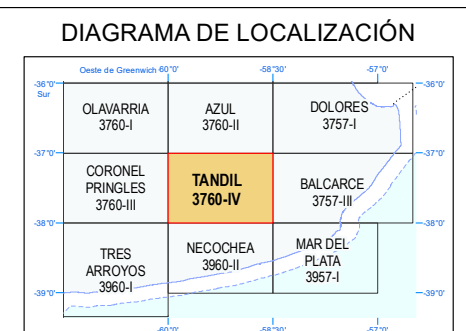 DIAGRAMA DE LOCALIZACIÓN
Oeste de Greenwich -60°0' -58°30' -57°0'
-36°0' -36°0'
Sur
OLAVARRIA
3760-I
AZUL
3760-II
DOLORES
3757-I
-37°0' -37°0'
CORONEL
PRINGLES
3760-III
TANDIL
3760-IV
BALCARCE
3757-III
-38°0' -38°0'
TRES
ARROYOS
3960-I
NECOCHEA
3960-II
MAR DEL
PLATA
3957-I
-39°0' -39°0'
-60°0' -58°30' -57°0'